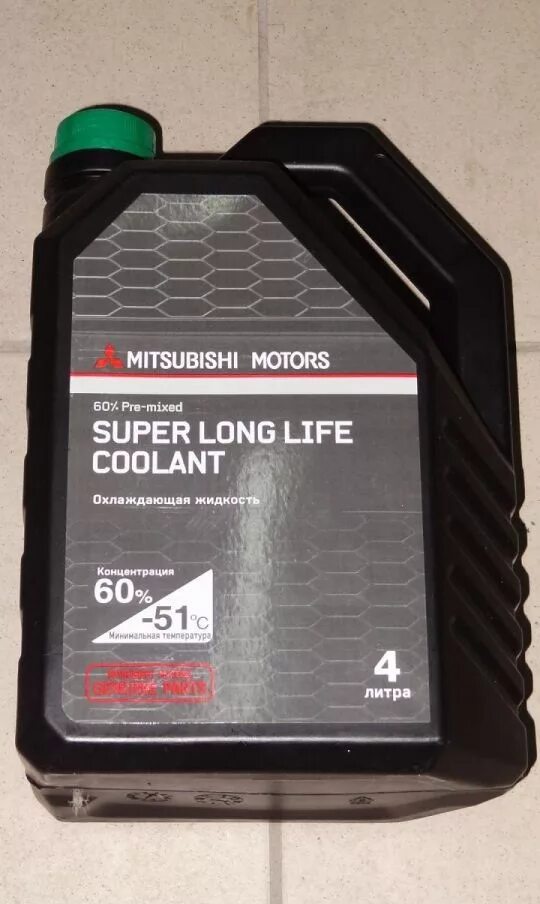 MITSUBISHI MOTORS
60% Pre-mixed
SUPER LONG LIFE
COOLANT
Охлаждающая жидкость
Концентрация
60%
-51°C
Минимальная температура
GENUINE PARTS
4
литра